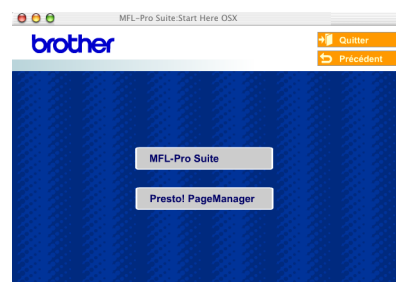 MFL-Pro Suite:Start Here OSX
brother
Quitter
Précédent
MFL-Pro Suite
Presto! PageManager